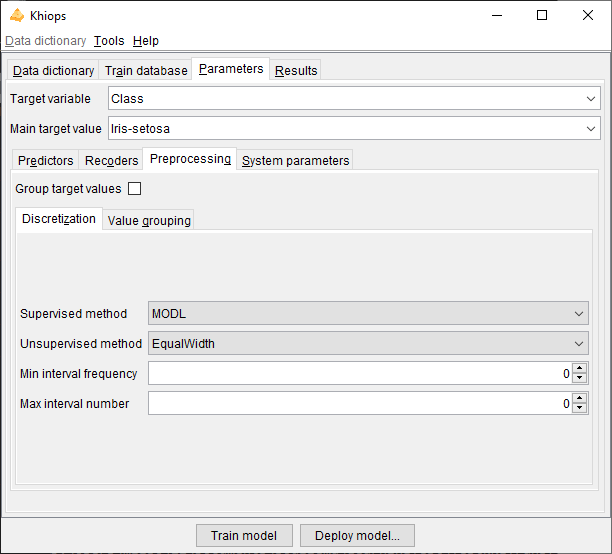 Khiops
Data dictionary Tools Help
Data dictionary Train database Parameters Results
Target variable Class
Main target value Iris-setosa
Predictors Recoders Preprocessing System parameters
Group target values
Discretization Value grouping
Supervised method MODL
Unsupervised method EqualWidth
Min interval frequency 0
Max interval number 0
Train model Deploy model...